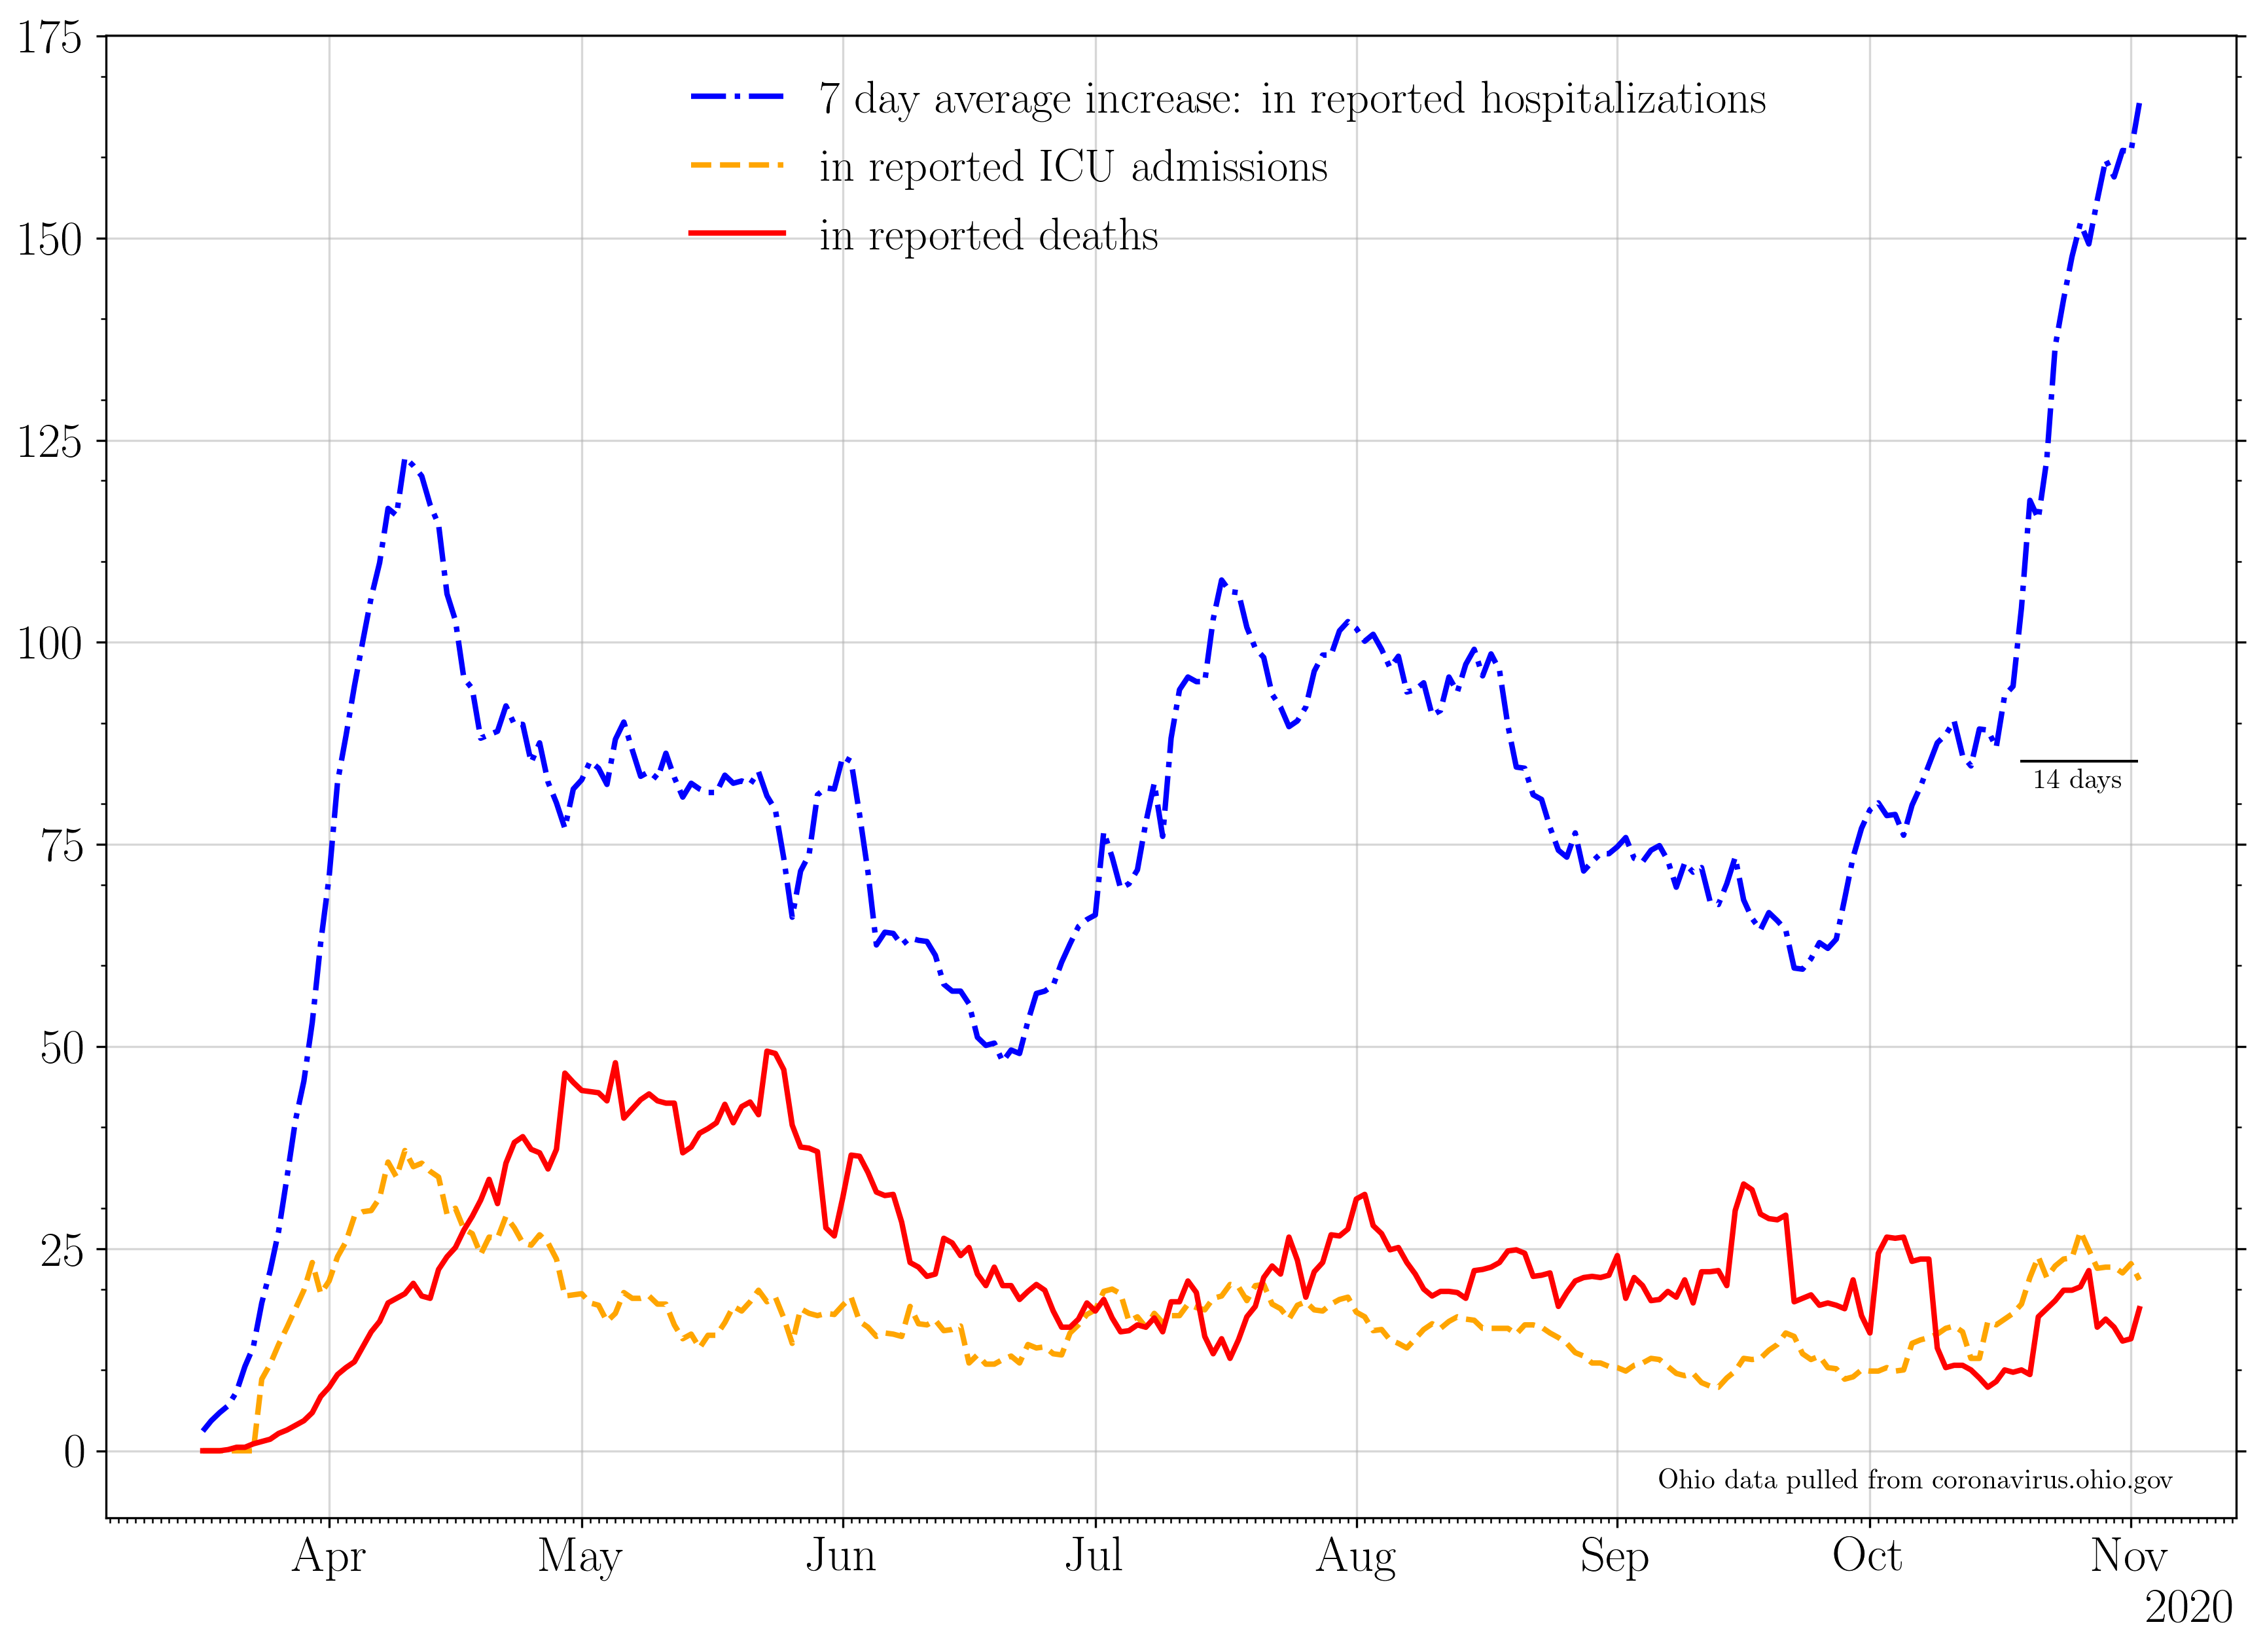 175
7 day average increase: in reported hospitalizations
in reported ICU admissions
in reported deaths
150
125
100
14 days
75
50
25
0
Ohio data pulled from coronavirus.ohio.gov
Apr May Jun Jul Aug Sep Oct Nov
2020